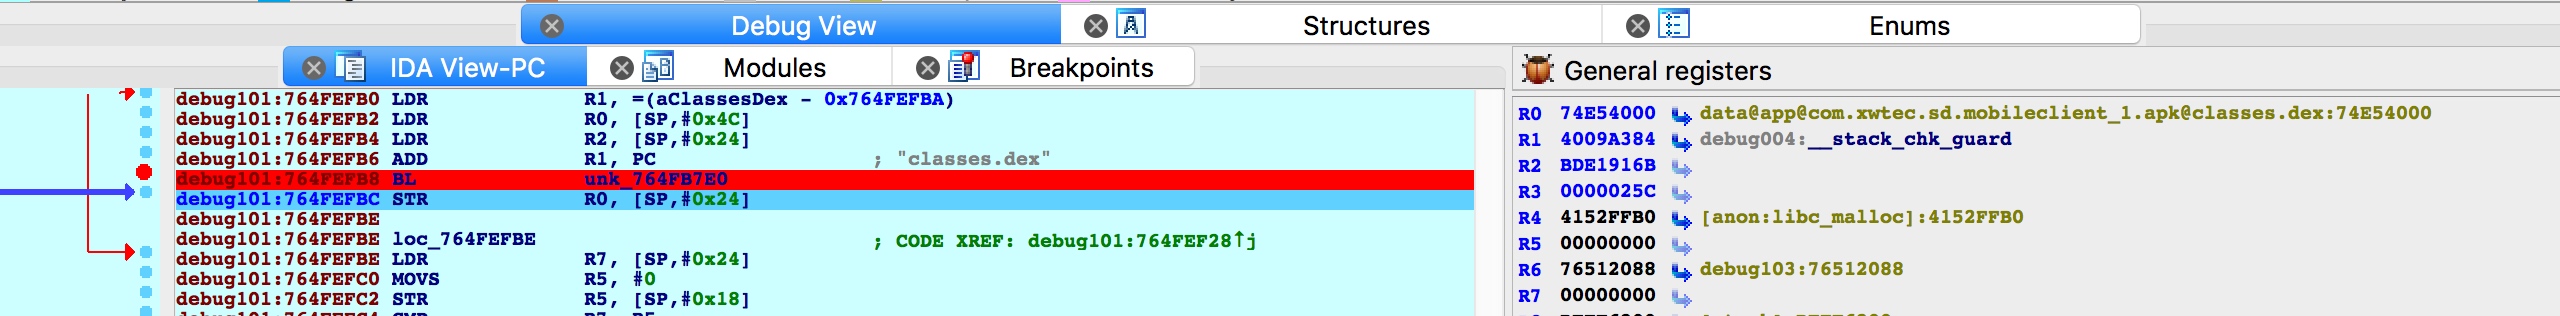 Debug View Structures Enums
IDA View-PC Modules Breakpoints
General registers
debug101:764FEFB0 LDR R1, =(aClassesDex - 0x764FEFBA)
debug101:764FEFB2 LDR R0, [SP,#0x4C]
debug101:764FEFB4 LDR R2, [SP,#0x24]
debug101:764FEFB6 ADD R1, PC ; "classes.dex"
debug101:764FEFB8 BL unk_764FB7E0
debug101:764FEFBC STR R0, [SP,#0x24]
debug101:764FEFBE
debug101:764FEFBE loc_764FEFBE ; CODE XREF: debug101:764FEF28↑j
debug101:764FEFBE LDR R7, [SP,#0x24]
debug101:764FEFC0 MOVS R5, #0
debug101:764FEFC2 STR R5, [SP,#0x18]
R0 74E54000 data@app@com.xwtec.sd.mobileclient_1.apk@classes.dex:74E54000
R1 4009A384 debug004:__stack_chk_guard
R2 BDE1916B
R3 0000025C
R4 4152FFB0 [anon:libc_malloc]:4152FFB0
R5 00000000
R6 76512088 debug103:76512088
R7 00000000